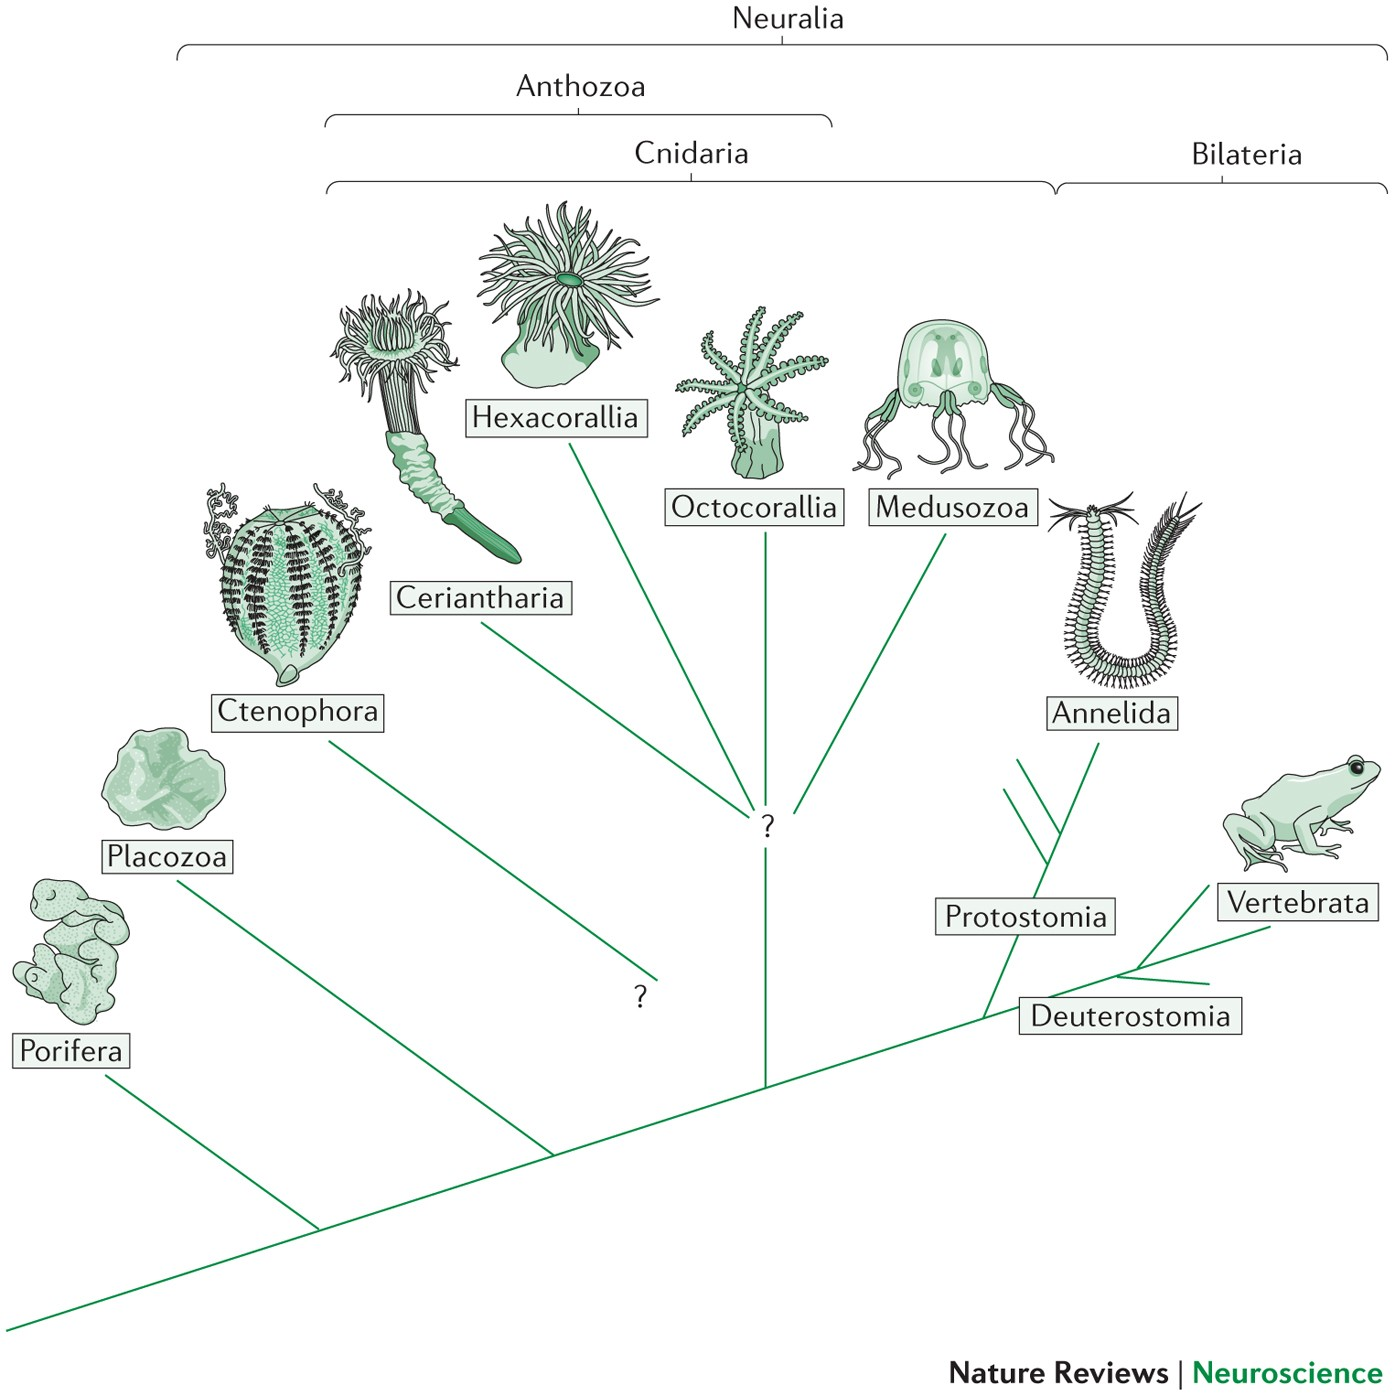 Neuralia
Anthozoa
Cnidaria
Bilateria
Hexacorallia
Octocorallia
Medusozoa
Ceriantharia
Ctenophora
Annelida
?
Placozoa
Vertebrata
Protostomia
?
Deuterostomia
Porifera
Nature Reviews | Neuroscience